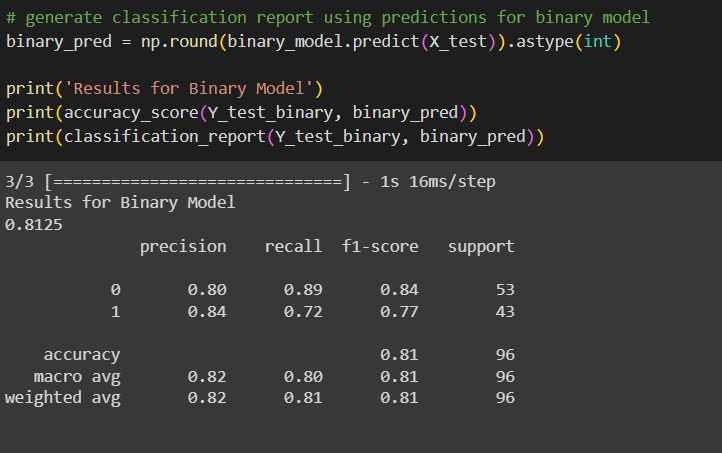 # generate classification report using predictions for binary model
binary_pred = np.round(binary_model.predict(X_test)).astype(int)
print('Results for Binary Model')
print(accuracy_score(Y_test_binary, binary_pred))
print(classification_report(Y_test_binary, binary_pred))
3/3 [==============================] - 1s 16ms/step
Results for Binary Model
0.8125
precision recall f1-score support
0 0.80 0.89 0.84 53
1 0.84 0.72 0.77 43
accuracy 0.81 96
macro avg 0.82 0.80 0.81 96
weighted avg 0.82 0.81 0.81 96